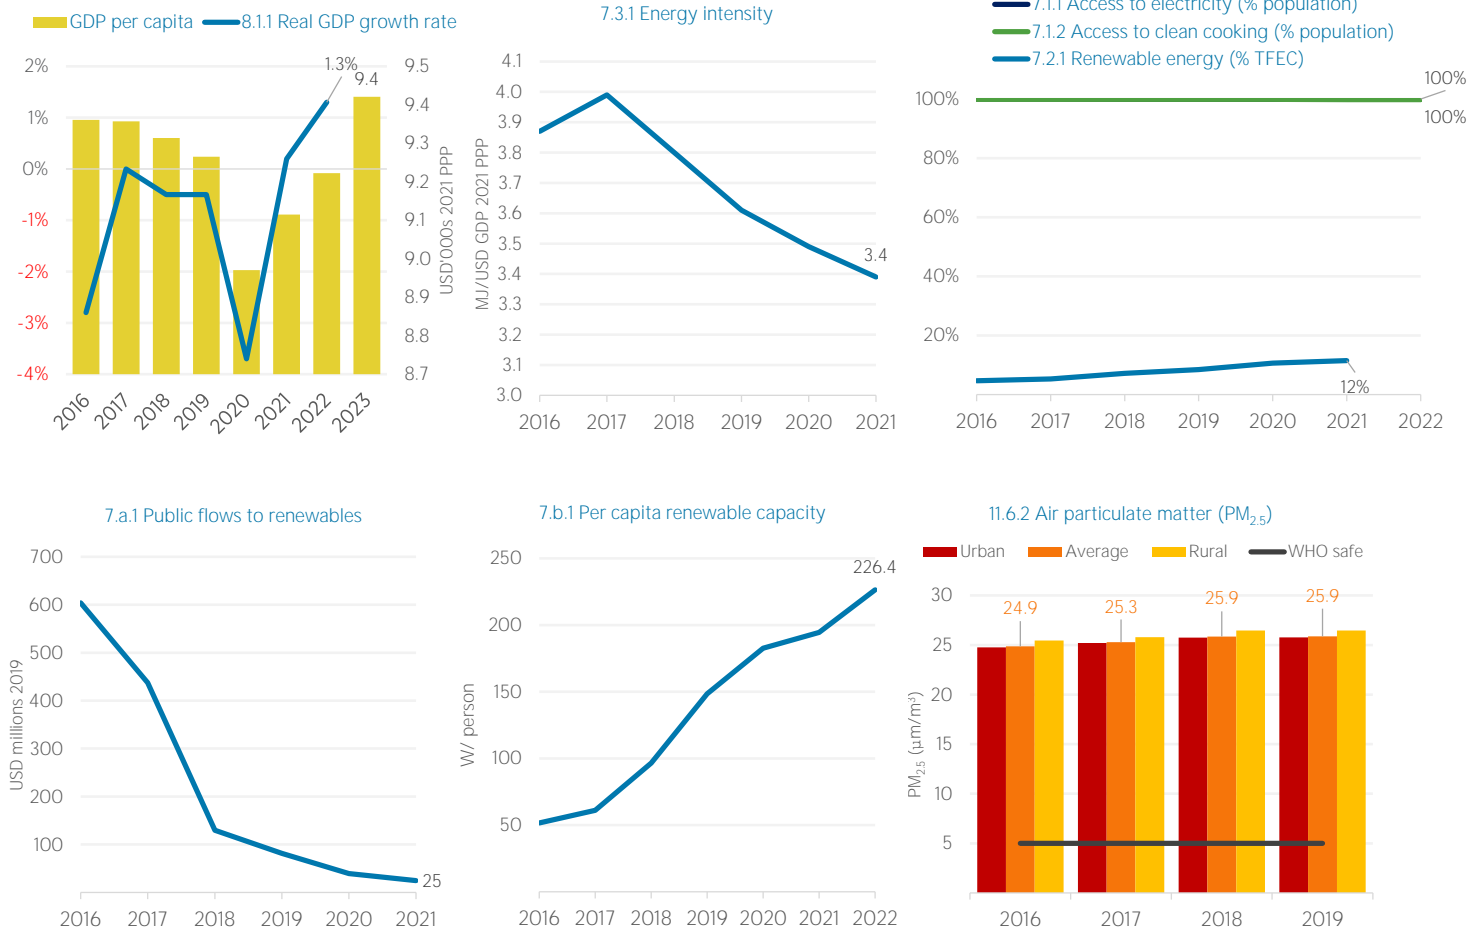 GDP per capita 8.1.1 Real GDP growth rate
2%
1%
0%
-1%
-2%
-3%
-4%
1.3%
9.4
9.5
9.4
9.3
9.2
9.1
9.0
8.9
8.8
8.7
USD'000s 2021 PPP
2016 2017 2018 2019 2020 2021 2022 2023
7.3.1 Energy intensity
4.1
4.0
3.9
3.8
3.7
3.6
3.5
3.4
3.3
3.2
3.1
3.0
MJ/USD GDP 2021 PPP
3.4
2016 2017 2018 2019 2020 2021
7.1.1 Access to electricity (% population)
7.1.2 Access to clean cooking (% population)
7.2.1 Renewable energy (% TFEC)
100%
80%
60%
40%
20%
100%
100%
12%
2016 2017 2018 2019 2020 2021 2022
7.a.1 Public flows to renewables
700
600
500
400
300
200
100
USD millions 2019
25
2016 2017 2018 2019 2020 2021
7.b.1 Per capita renewable capacity
250
200
150
100
50
W/ person
226.4
2016 2017 2018 2019 2020 2021 2022
11.6.2 Air particulate matter (PM2.5)
Urban Average Rural WHO safe
30
25
20
15
10
5
PM2.5 (µm/m³)
24.9 25.3 25.9 25.9
2016 2017 2018 2019